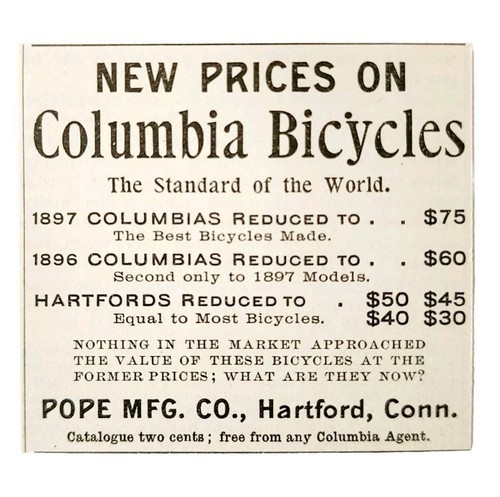 NEW PRICES ON
Columbia Bicycles
The Standard of the World.
1897 COLUMBIAS REDUCED TO . . $75
The Best Bicycles Made.
1896 COLUMBIAS REDUCED TO . . $60
Second only to 1897 Models.
HARTFORDS REDUCED TO . $50 $45
Equal to Most Bicycles. $40 $30
NOTHING IN THE MARKET APPROACHED
THE VALUE OF THESE BICYCLES AT THE
FORMER PRICES; WHAT ARE THEY NOW?
POPE MFG. CO., Hartford, Conn.
Catalogue two cents; free from any Columbia Agent.